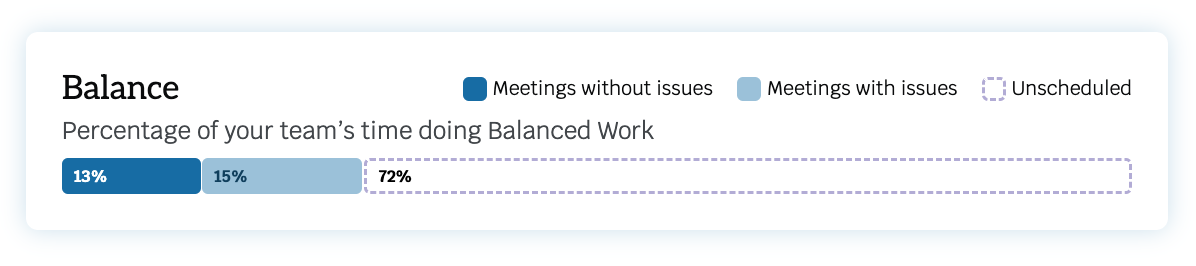 Balance
Meetings without issues
Meetings with issues
Unscheduled
Percentage of your team’s time doing Balanced Work
13%
15%
72%